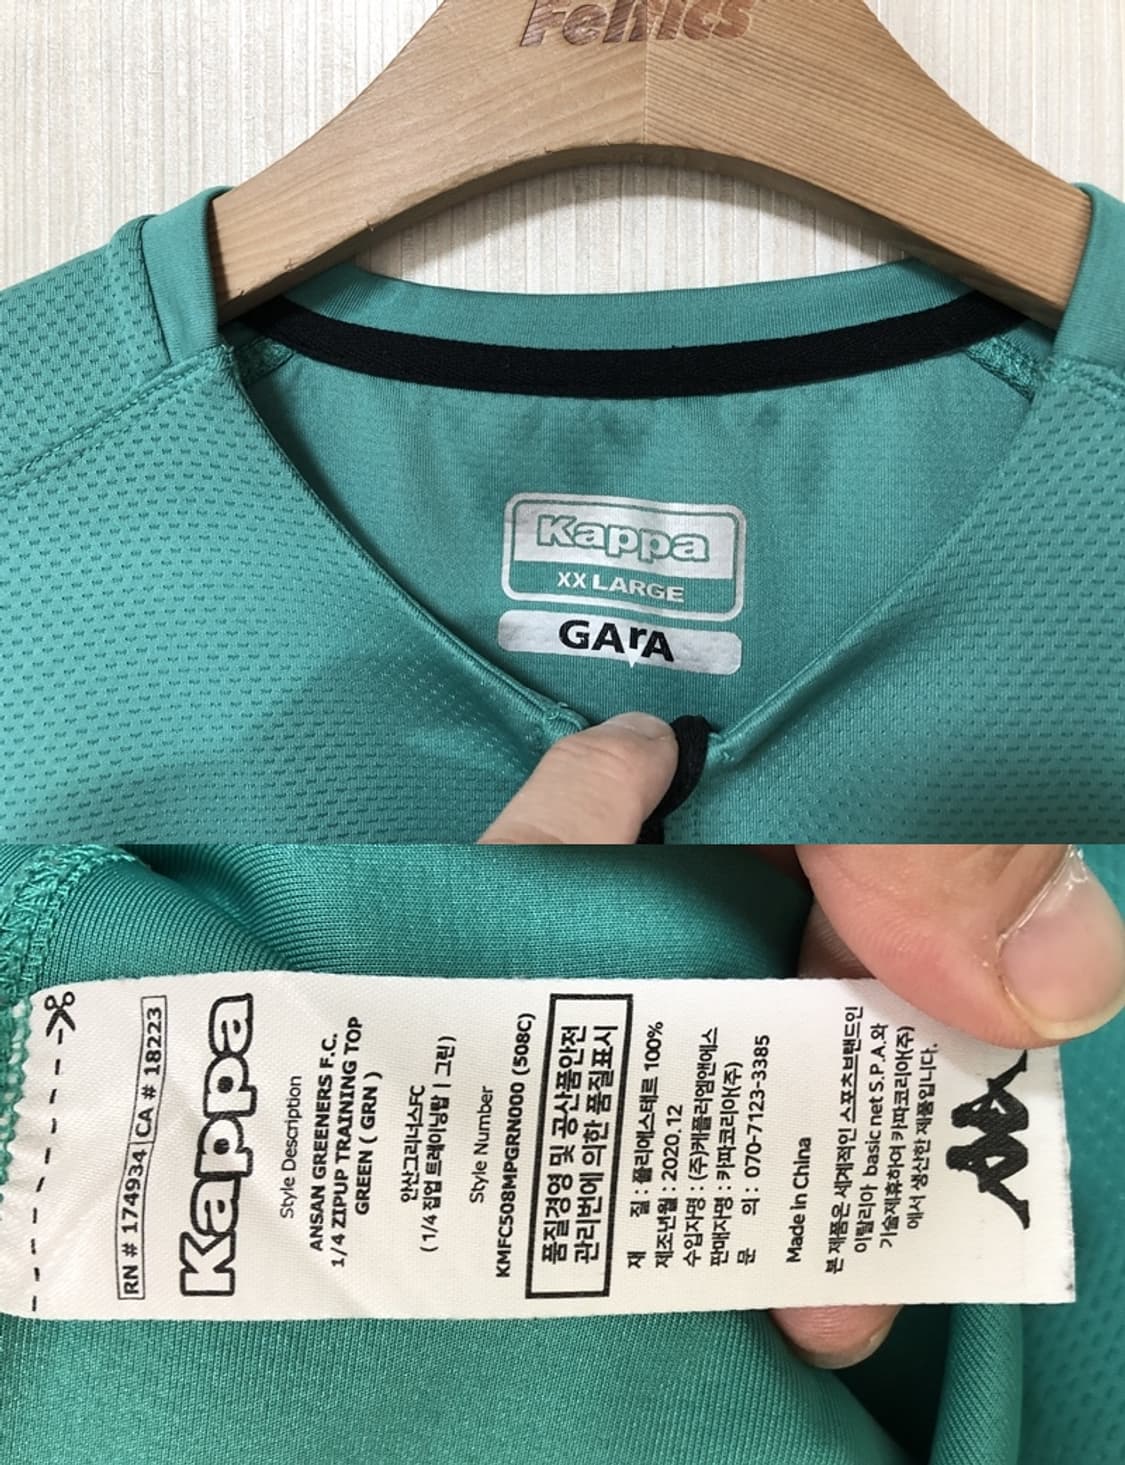 FeliCs
Kappa
XX LARGE
GArA
RN # 174934 CA # 18223
Kappa
Style Description
ANSAN GREENERS F.C.
1/4 ZIPUP TRAINING TOP
GREEN ( GRN )
안산그리너스FC
( 1/4 집업 트레이닝탑 | 그린)
Style Number
KMFC508MPGRN000 (508C)
품질경영 및 공산품안전
관리번에 의한 품질표시
재 질 : 폴리에스테르 100%
제조년월 : 2020,12
수입자명 : (주)케플러엠앤에스
판매자명 : 카파코리아(주)
문 의 : 070-7123-3385
Made in China
본 제품은 세계적인 스포츠브랜드인
이탈리아 basic net S.P.A.와
기술제휴하여 카파코리아(주)
에서 생산한 제품입니다.